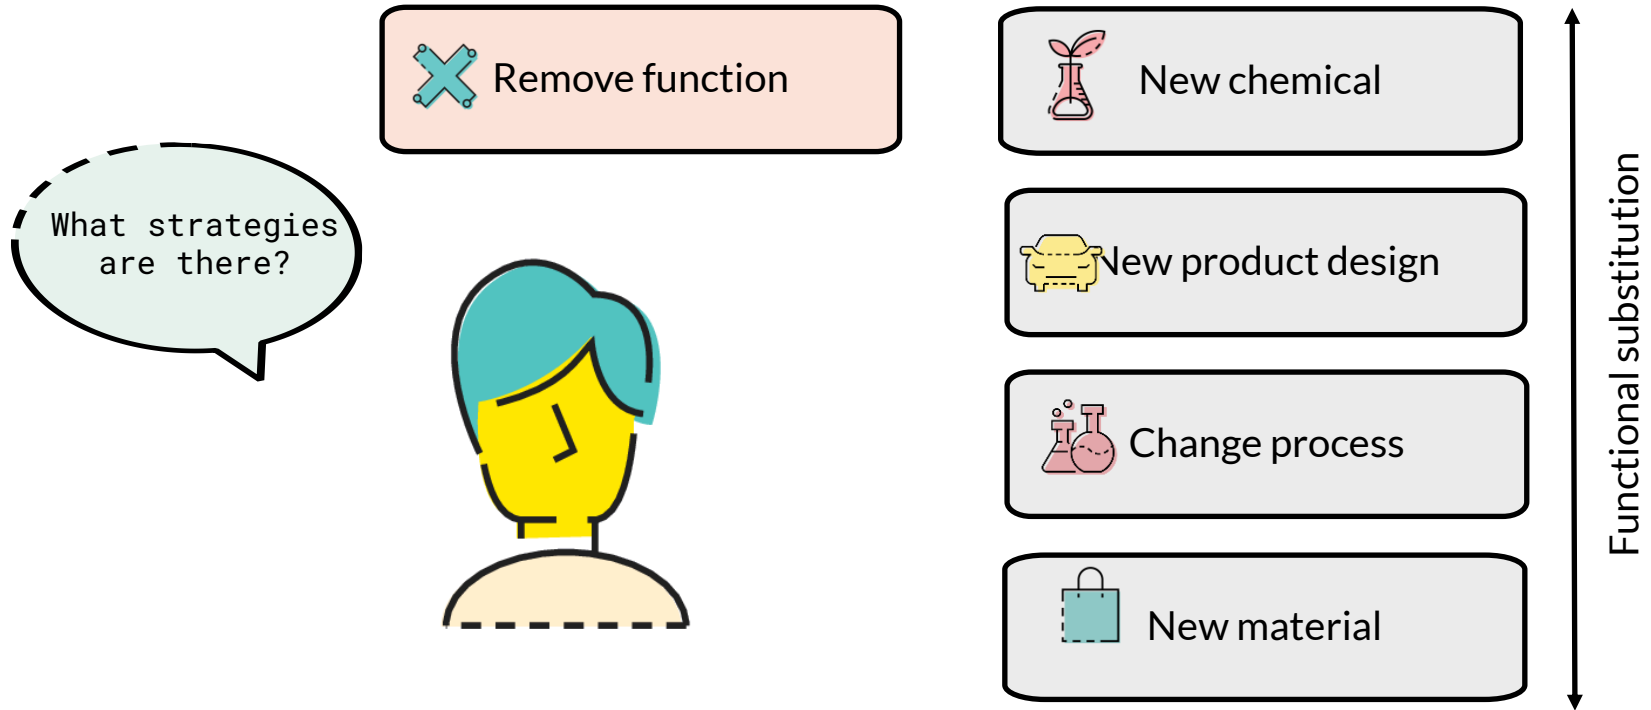 Remove function
What strategies
are there?
New chemical
New product design
Change process
New material
Functional substitution